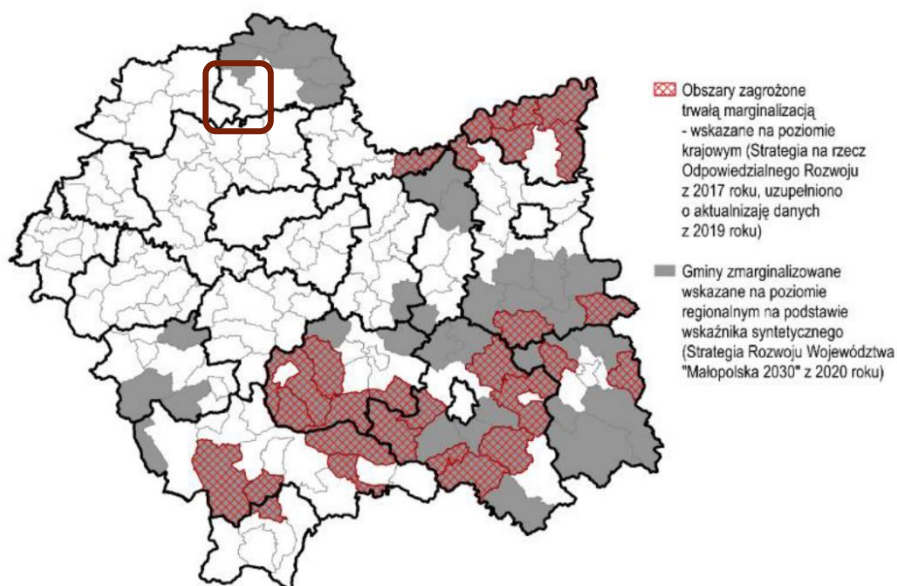 Obszary zagrożone
trwałą marginalizacją
- wskazane na poziomie
krajowym (Strategia na rzecz
Odpowiedzialnego Rozwoju
z 2017 roku, uzupełniono
o aktualnizaję danych
z 2019 roku)
Gminy zmarginalizowane
wskazane na poziomie
regionalnym na podstawie
wskaźnika syntetycznego
(Strategia Rozwoju Województwa
"Małopolska 2030" z 2020 roku)